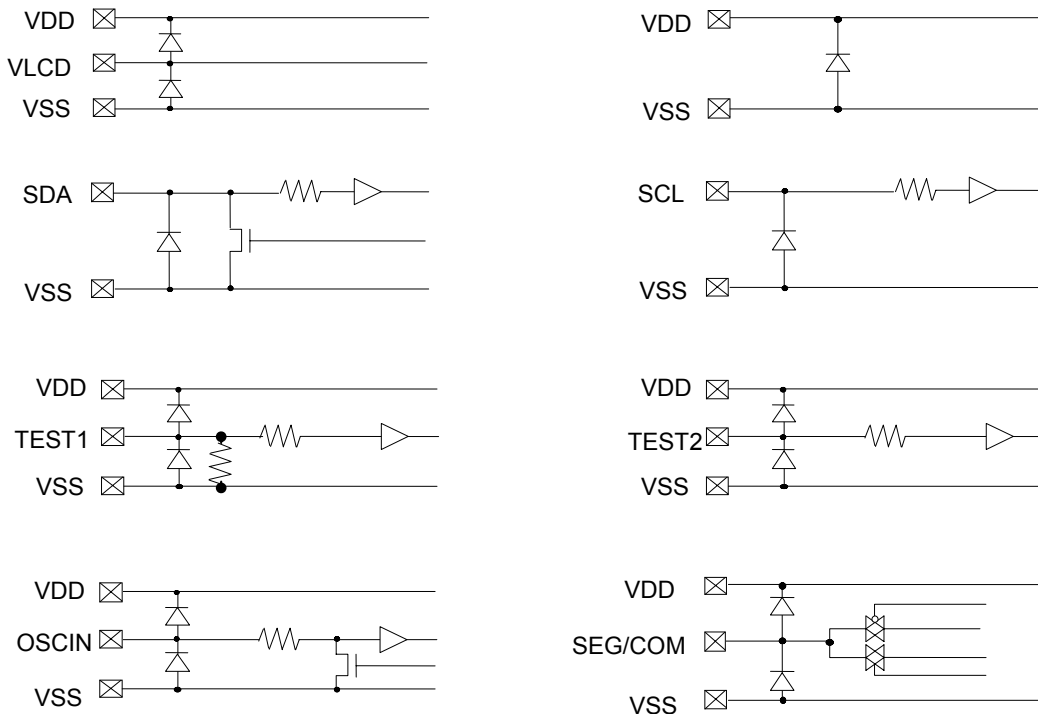 VDD
VLCD
VSS
VDD
VSS
SDA
VSS
SCL
VSS
VDD
TEST1
VSS
VDD
TEST2
VSS
VDD
OSCIN
VSS
VDD
SEG/COM
VSS